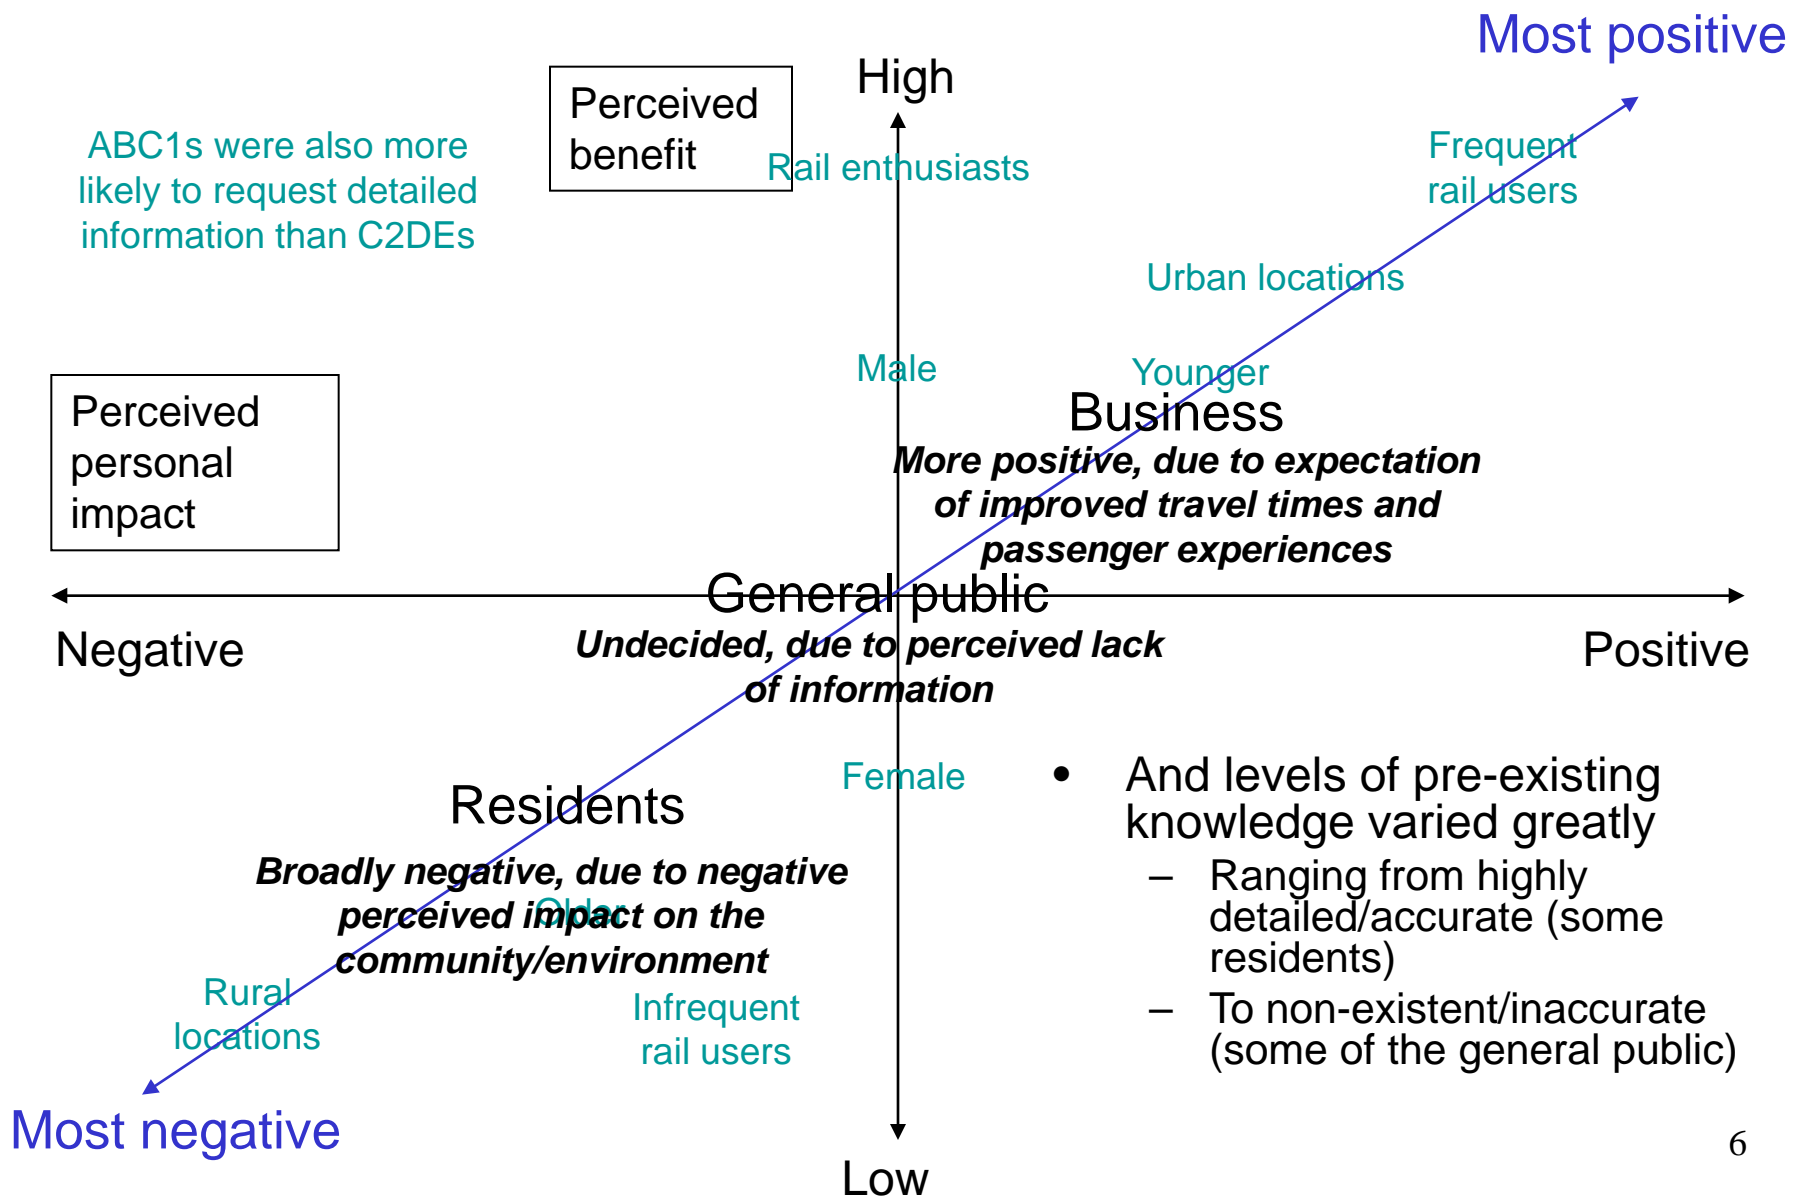 Most positive
High
Perceived
benefit
ABC1s were also more
likely to request detailed
information than C2DEs
Rail enthusiasts
Frequent
rail users
Urban locations
Male
Younger
Perceived
personal
impact
Business
More positive, due to expectation
of improved travel times and
passenger experiences
General public
Negative
Undecided, due to perceived lack
of information
Positive
Female
Residents
Broadly negative, due to negative
perceived impact on the
community/environment
Older
Rural
locations
Infrequent
rail users
• And levels of pre-existing
knowledge varied greatly
– Ranging from highly
detailed/accurate (some
residents)
– To non-existent/inaccurate
(some of the general public)
Most negative
Low
6